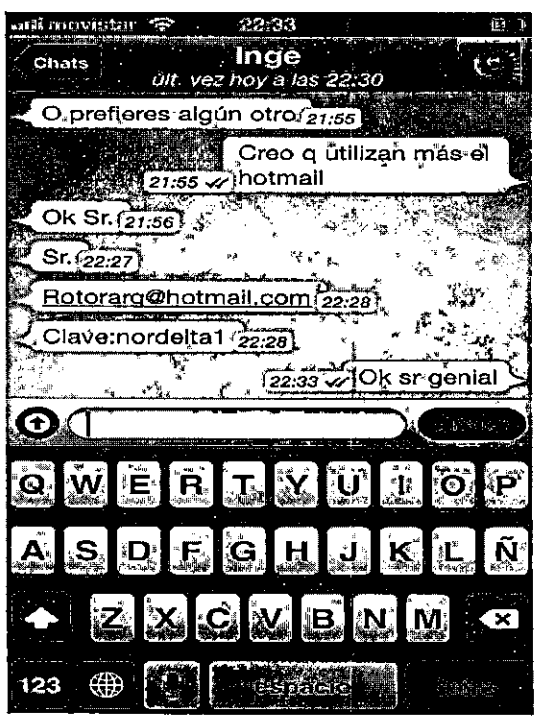 movistar 22:33
Chats Inge
últ. vez hoy a las 22:30
O prefieres algún otro 21:55
Creo q utilizan más el
21:55 hotmail
Ok Sr. 21:56
Sr. 22:27
Rotorarq@hotmail.com 22:28
Clave:nordelta1 22:28
22:33 Ok sr genial
Q W E R T Y U I O P
A S D F G H J K L Ñ
Z X C V B N M
123 espacio